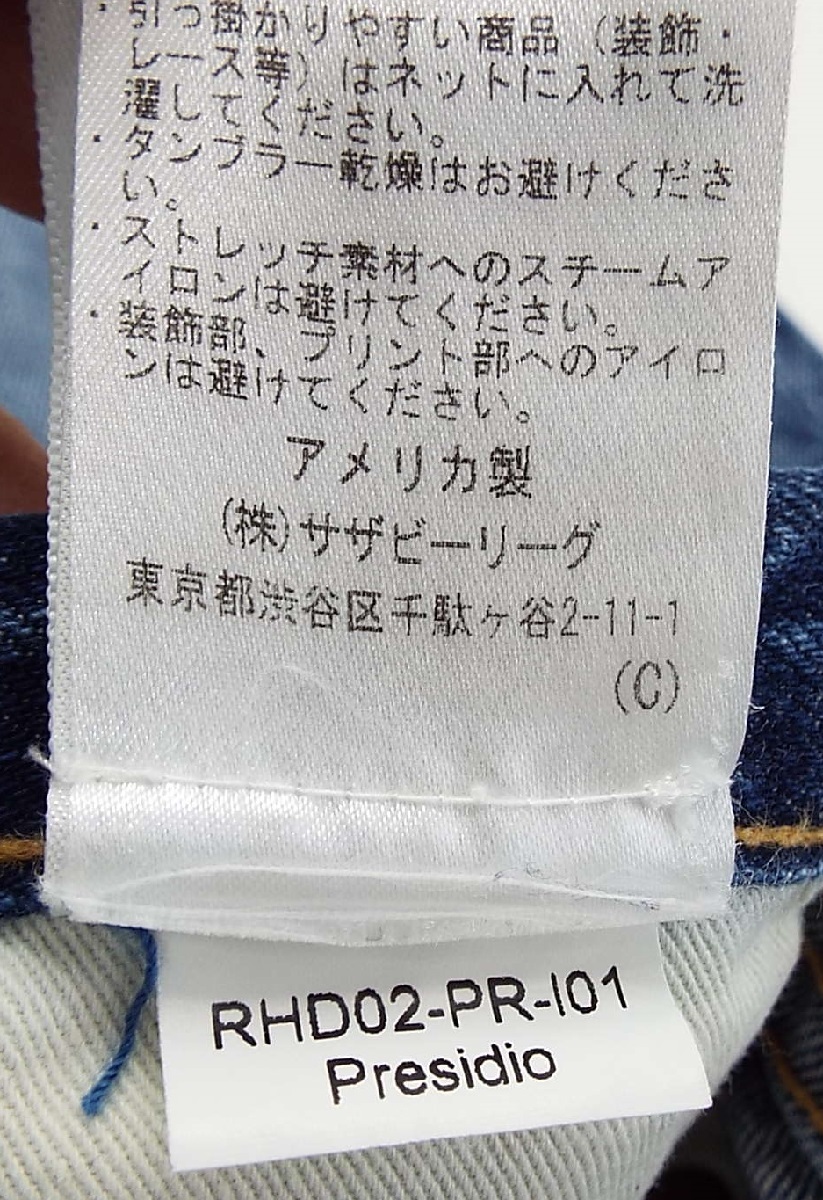 ・引っ掛かりやすい商品（装飾・
レース等）はネットに入れて洗
濯してください。
・タンブラー乾燥はお避けくださ
い。
・ストレッチ素材へのスチームア
イロンは避けてください。
・装飾部、プリント部へのアイロ
ンは避けてください。
アメリカ製
(株)サザビーリーグ
東京都渋谷区千駄ヶ谷2-11-1
(C)
RHD02-PR-I01
Presidio